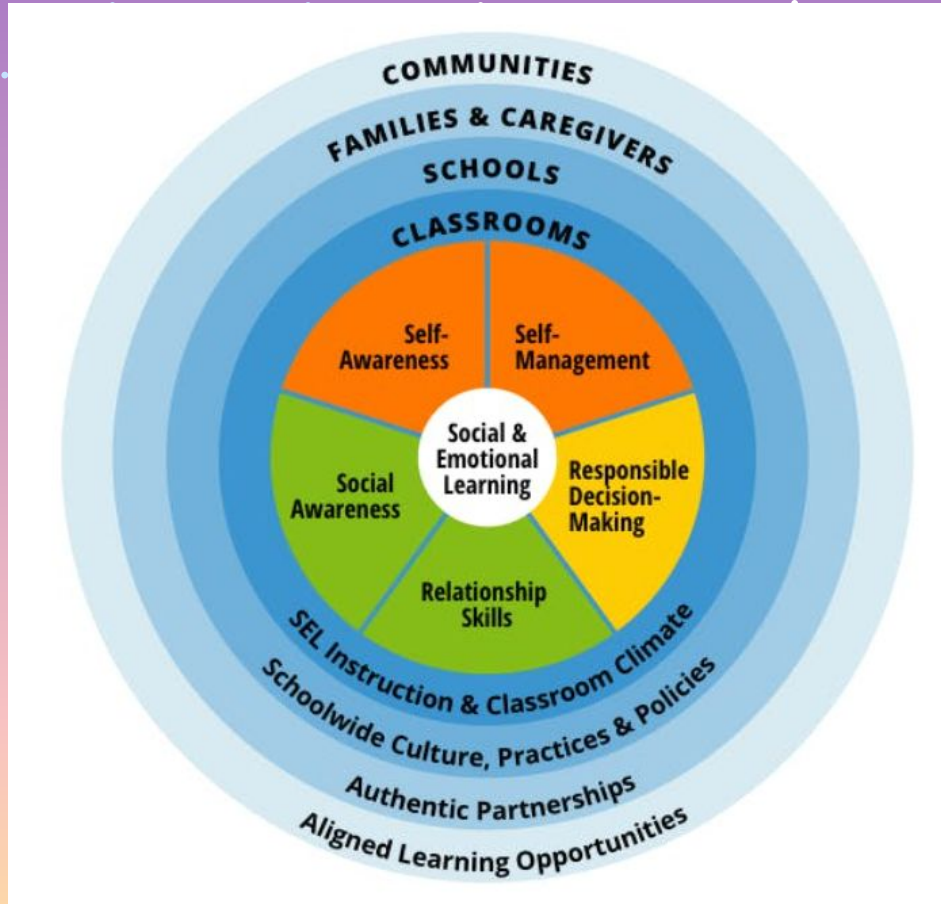 COMMUNITIES
FAMILIES & CAREGIVERS
SCHOOLS
CLASSROOMS
Self-
Awareness
Self-
Management
Social &
Emotional
Learning
Social
Awareness
Responsible
Decision-
Making
Relationship
Skills
SEL Instruction & Classroom Climate
Schoolwide Culture, Practices & Policies
Authentic Partnerships
Aligned Learning Opportunities